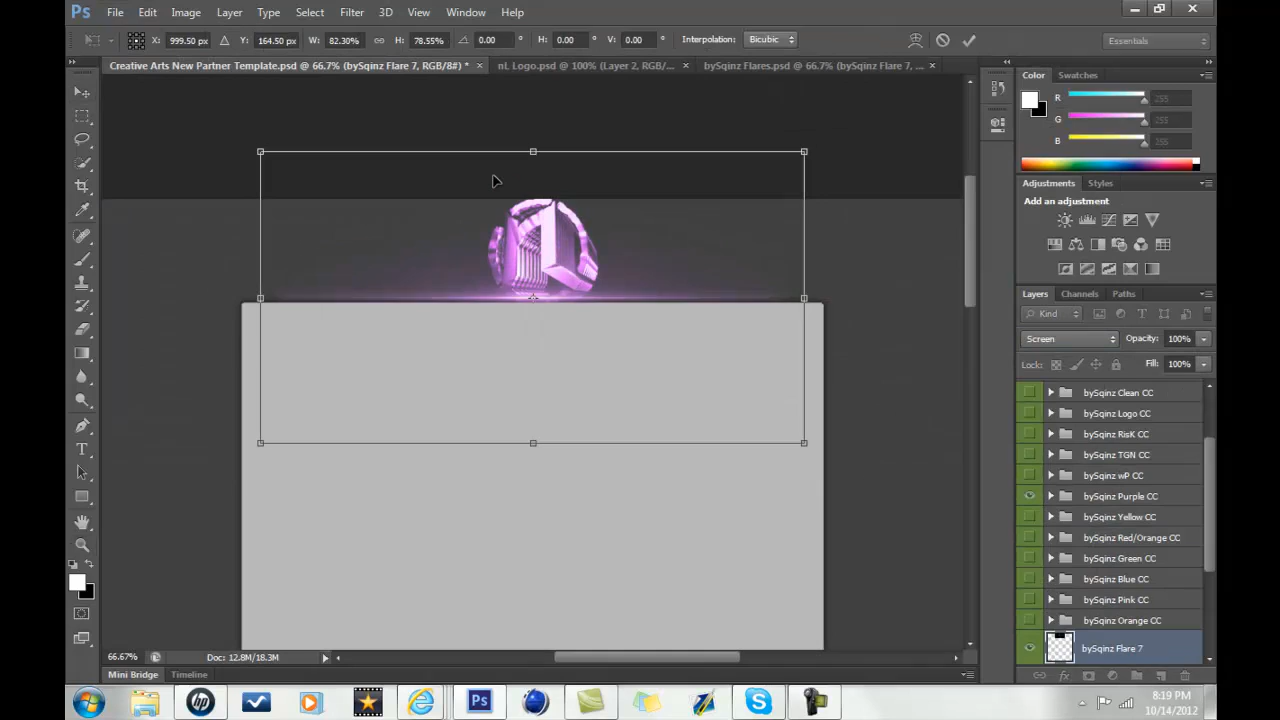 Ps File Edit Image Layer Type Select Filter 3D View Window Help
X: 999.50 px Y: 164.50 px W: 82.30% H: 78.55% 0.00 ° H: 0.00 ° V: 0.00 ° Interpolation: Bicubic Essentials
Creative Arts New Partner Template.psd @ 66.7% (bySqinz Flare 7, RGB/8#) * × nL Logo.psd @ 100% (Layer 2, RGB/... × bySqinz Flares.psd @ 66.7% (bySqinz Flare 7, ... ×
Color Swatches
R 255
G 255
B 255
Adjustments Styles
Add an adjustment
Layers Channels Paths
Kind
Screen Opacity: 100%
Lock: Fill: 100%
bySqinz Clean CC
bySqinz Logo CC
bySqinz RisK CC
bySqinz TGN CC
bySqinz wP CC
bySqinz Purple CC
bySqinz Yellow CC
bySqinz Red/Orange CC
bySqinz Green CC
bySqinz Blue CC
bySqinz Pink CC
bySqinz Orange CC
bySqinz Flare 7
66.67% Doc: 12.8M/18.3M
Mini Bridge Timeline
8:19 PM
10/14/2012